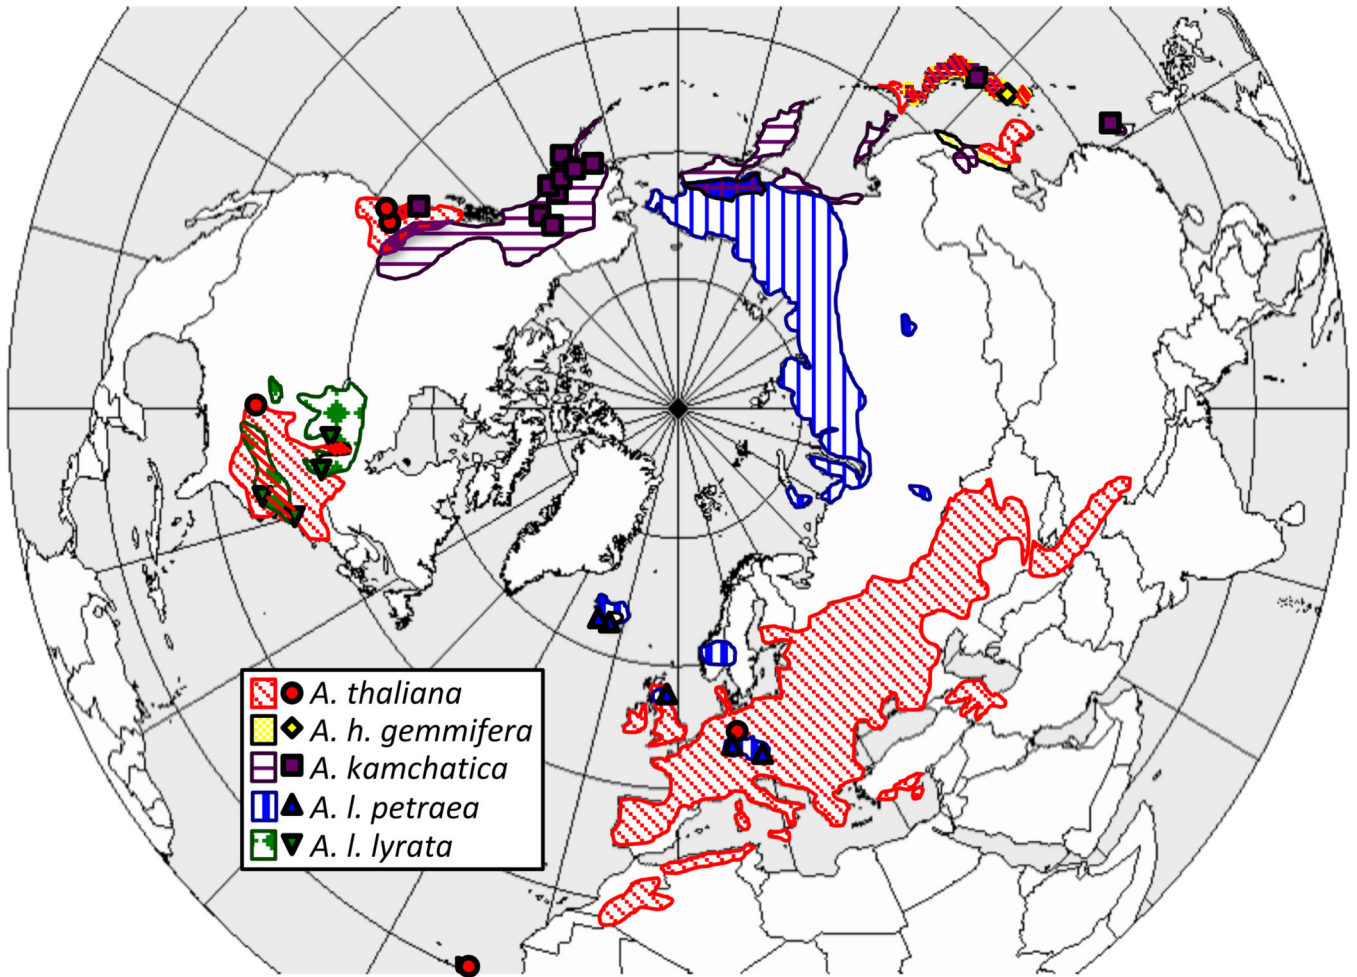 A. thaliana
A. h. gemmifera
A. kamchatica
A. l. petraea
A. l. lyrata